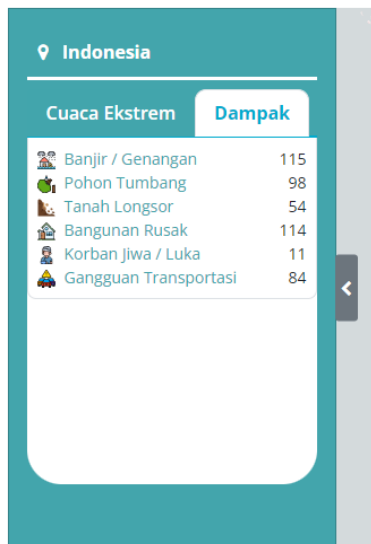 Indonesia
Cuaca Ekstrem Dampak
Banjir / Genangan 115
Pohon Tumbang 98
Tanah Longsor 54
Bangunan Rusak 114
Korban Jiwa / Luka 11
Gangguan Transportasi 84